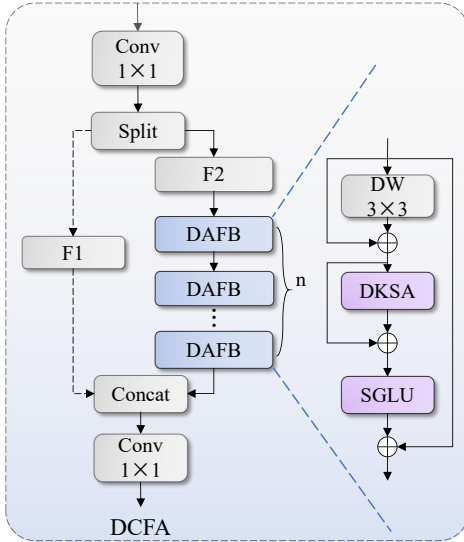 Conv
1×1
Split
F2
F1
DAFB
DAFB
DAFB
n
Concat
Conv
1×1
DCFA
DW
3×3
DKSA
SGLU